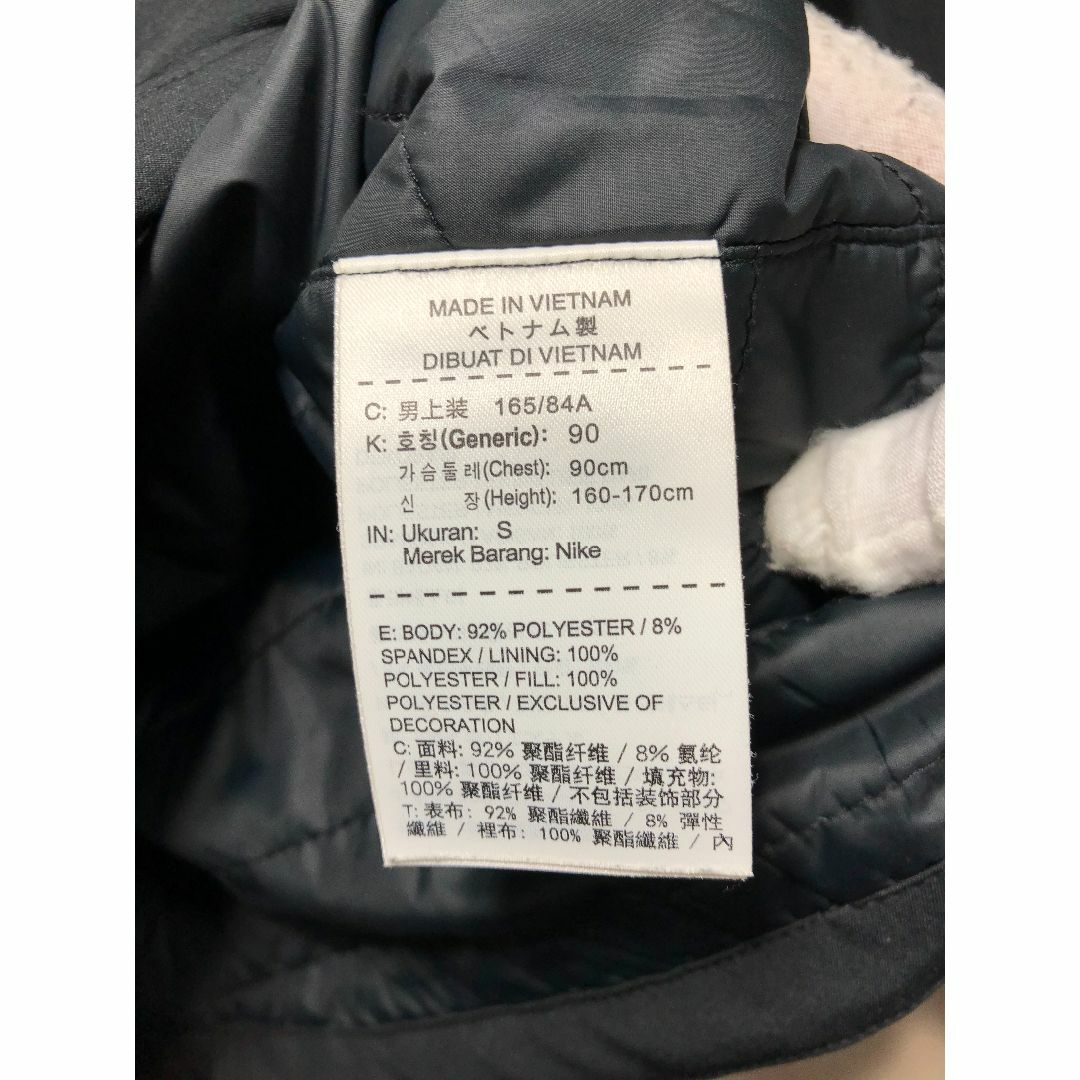 MADE IN VIETNAM
ベトナム製
DIBUAT DI VIETNAM
C: 男上装 165/84A
K: 호칭(Generic): 90
가슴둘레(Chest): 90cm
신 장(Height): 160-170cm
IN: Ukuran: S
Merek Barang: Nike
E: BODY: 92% POLYESTER / 8%
SPANDEX / LINING: 100%
POLYESTER / FILL: 100%
POLYESTER / EXCLUSIVE OF
DECORATION
C: 面料: 92% 聚酯纤维 / 8% 氨纶
/ 里料: 100% 聚酯纤维 / 填充物:
100% 聚酯纤维 / 不包括装饰部分
T: 表布: 92% 聚酯纖維 / 8% 彈性
纖維 / 裡布: 100% 聚酯纖維 / 內